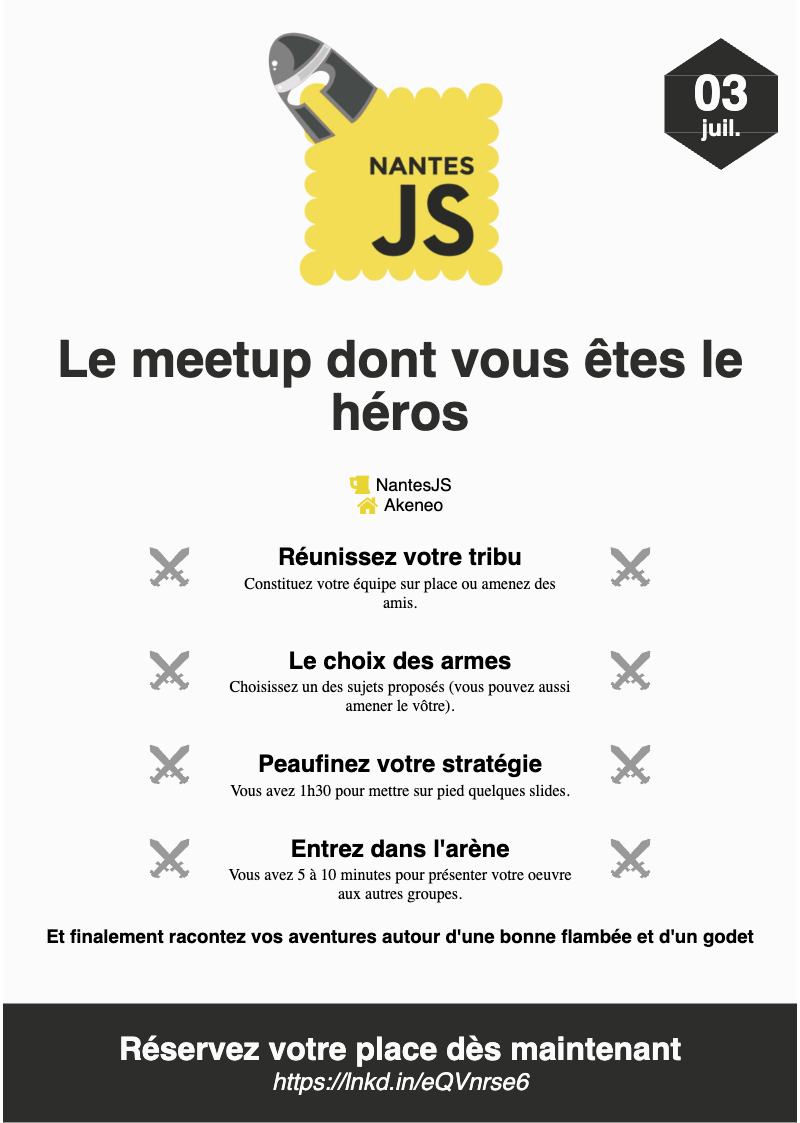 NANTES
JS
03
juil.
Le meetup dont vous êtes le
héros
NantesJS
Akeneo
Réunissez votre tribu
Constituez votre équipe sur place ou amenez des
amis.
Le choix des armes
Choisissez un des sujets proposés (vous pouvez aussi
amener le vôtre).
Peaufinez votre stratégie
Vous avez 1h30 pour mettre sur pied quelques slides.
Entrez dans l'arène
Vous avez 5 à 10 minutes pour présenter votre oeuvre
aux autres groupes.
Et finalement racontez vos aventures autour d'une bonne flambée et d'un godet
Réservez votre place dès maintenant
https://lnkd.in/eQVnrse6